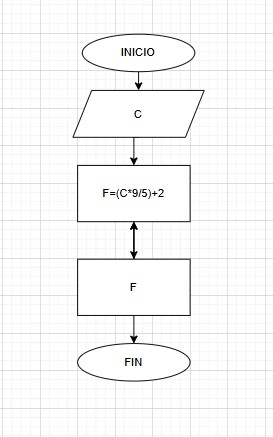 INICIO
C
F=(C*9/5)+2
F
FIN